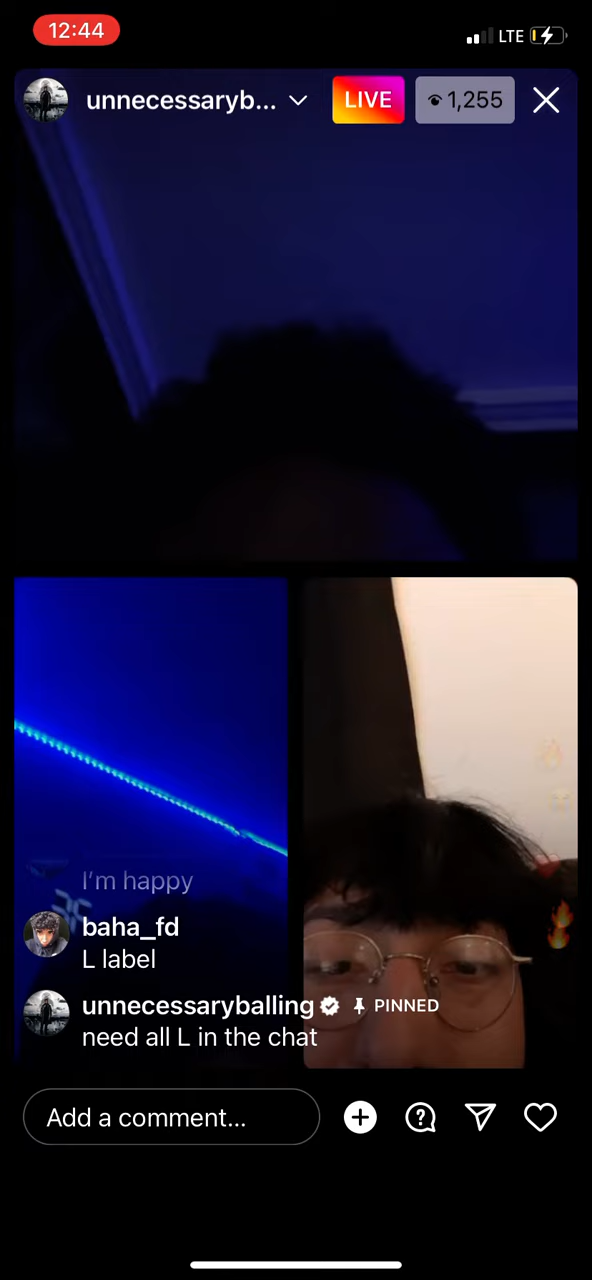 12:44
LTE
unnecessaryb...
LIVE
1,255
I'm happy
baha_fd
L label
unnecessaryballing PINNED
need all L in the chat
Add a comment...